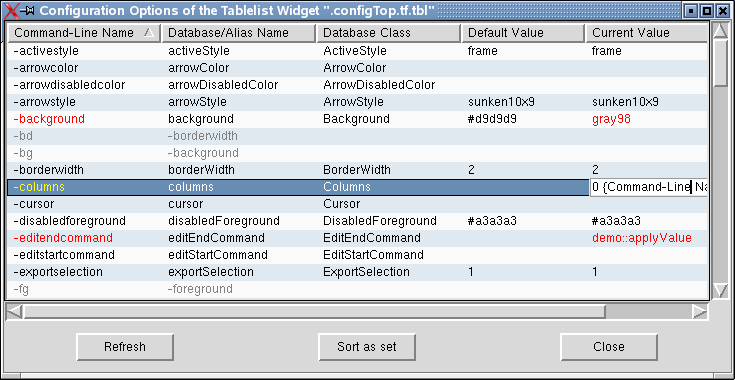 Configuration Options of the Tablelist Widget ".configTop.tf.tbl"
Command-Line Name Database/Alias Name Database Class Default Value Current Value
-activestyle activeStyle ActiveStyle frame frame
-arrowcolor arrowColor ArrowColor
-arrowdisabledcolor arrowDisabledColor ArrowDisabledColor
-arrowstyle arrowStyle ArrowStyle sunken10x9 sunken10x9
-background background Background #d9d9d9 gray98
-bd -borderwidth
-bg -background
-borderwidth borderWidth BorderWidth 2 2
-columns columns Columns 0 {Command-Line Na
-cursor cursor Cursor
-disabledforeground disabledForeground DisabledForeground #a3a3a3 #a3a3a3
-editendcommand editEndCommand EditEndCommand demo::applyValue
-editstartcommand editStartCommand EditStartCommand
-exportselection exportSelection ExportSelection 1 1
-fg -foreground
Refresh Sort as set Close